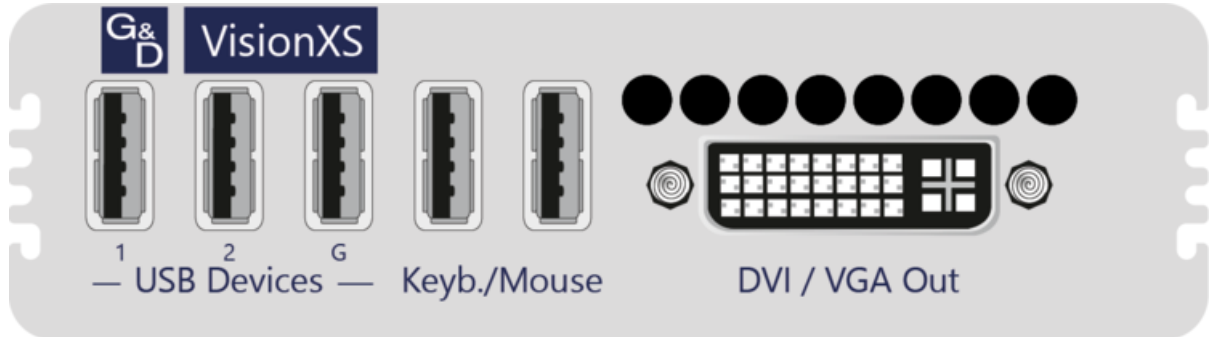 G&D VisionXS
1 2 G
— USB Devices — Keyb./Mouse DVI / VGA Out